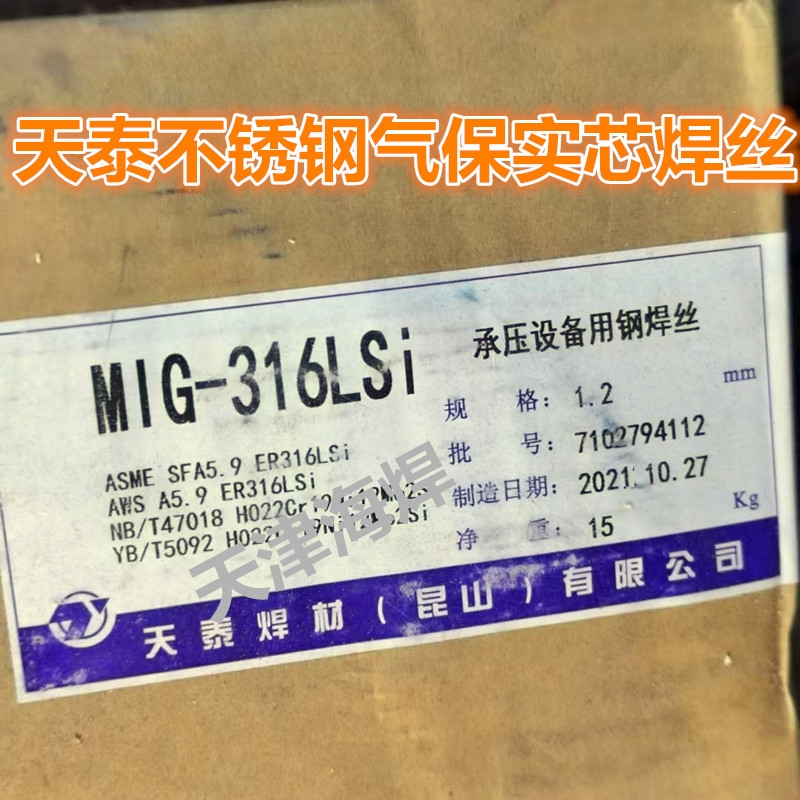 天泰不锈钢气保实芯焊丝
MIG-316LSi
承压设备用钢焊丝
规 格: 1.2 mm
批 号: 7102794112
制造日期: 2021.10.27
净 重: 15 Kg
ASME SFA5.9 ER316LSi
AWS A5.9 ER316LSi
NB/T47018
YB/T5092
天津海焊
天泰焊材(昆山)有限公司